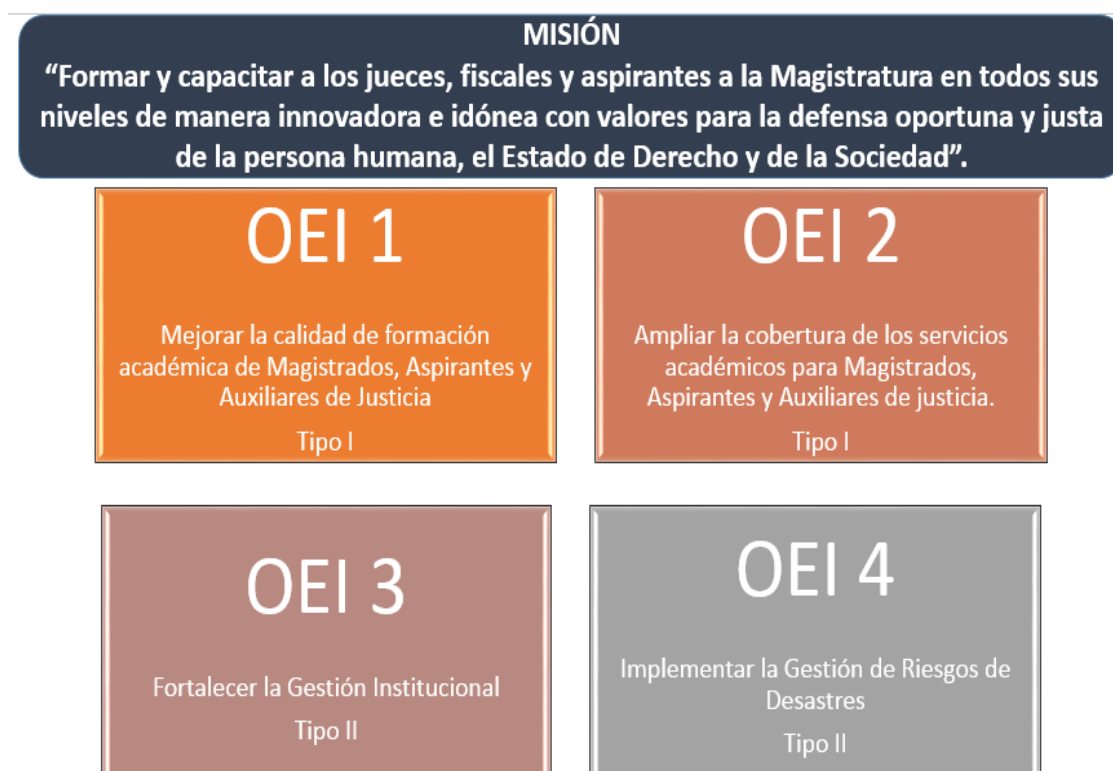 MISIÓN
“Formar y capacitar a los jueces, fiscales y aspirantes a la Magistratura en todos sus
niveles de manera innovadora e idónea con valores para la defensa oportuna y justa
de la persona humana, el Estado de Derecho y de la Sociedad”.
OEI 1
Mejorar la calidad de formación
académica de Magistrados, Aspirantes y
Auxiliares de Justicia
Tipo I
OEI 2
Ampliar la cobertura de los servicios
académicos para Magistrados,
Aspirantes y Auxiliares de justicia.
Tipo I
OEI 3
Fortalecer la Gestión Institucional
Tipo II
OEI 4
Implementar la Gestión de Riesgos de
Desastres
Tipo II